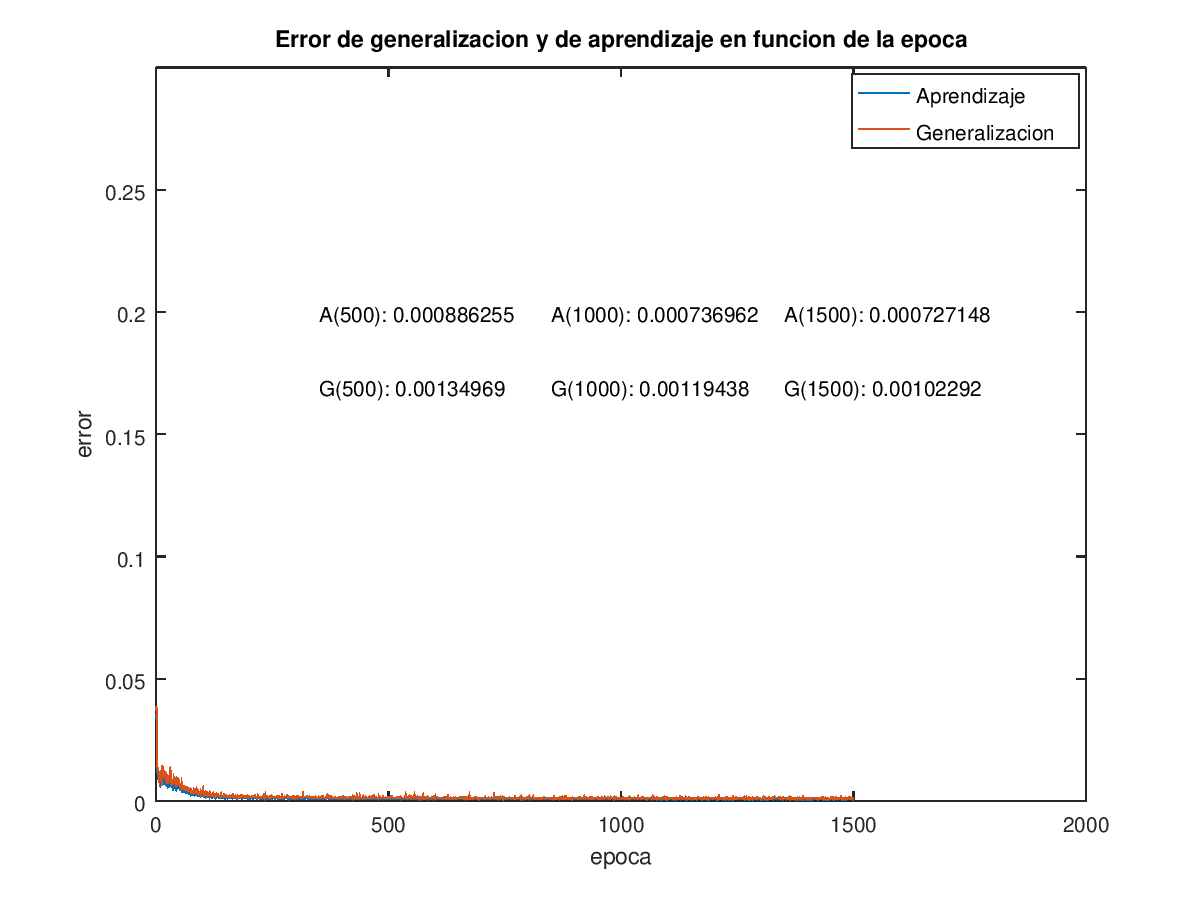 Error de generalizacion y de aprendizaje en funcion de la epoca
Aprendizaje
Generalizacion
0.25
0.2
0.15
0.1
0.05
0
A(500): 0.000886255 A(1000): 0.000736962 A(1500): 0.000727148
G(500): 0.00134969 G(1000): 0.00119438 G(1500): 0.00102292
error
0 500 1000 1500 2000
epoca